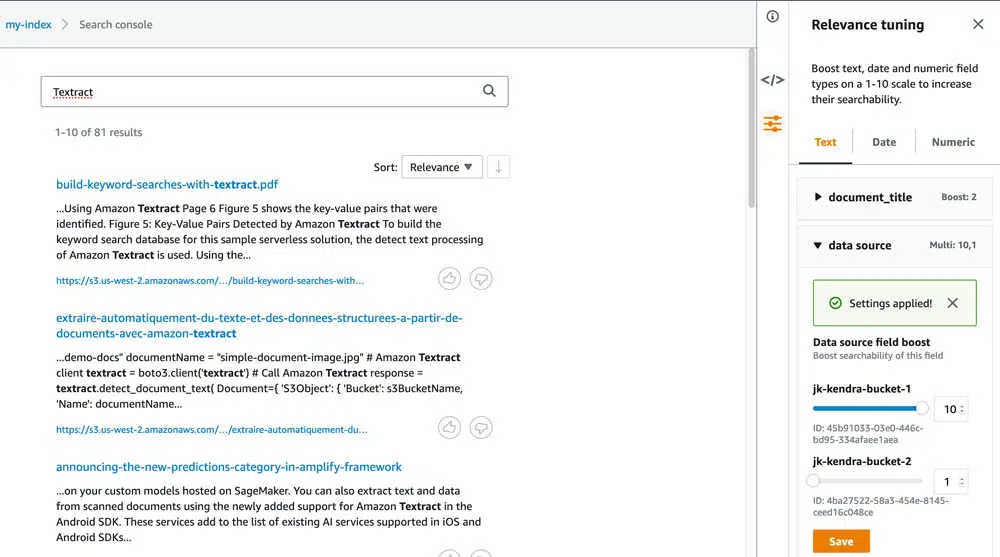 my-index
Search console
Textract
1-10 of 81 results
Sort:
Relevance
build-keyword-searches-with-textract.pdf
...Using Amazon Textract Page 6 Figure 5 shows the key-value pairs that were
identified. Figure 5: Key-Value Pairs Detected by Amazon Textract To build the
keyword search database for this sample serverless solution, the detect text processing
of Amazon Textract is used. Using the...
https://s3.us-west-2.amazonaws.com/.../build-keyword-searches-with...
extraire-automatiquement-du-texte-et-des-donnees-structurees-a-partir-de-
documents-avec-amazon-textract
...demo-docs" documentName = "simple-document-image.jpg" # Amazon Textract
client textract = boto3.client('textract') # Call Amazon Textract response =
textract.detect_document_text( Document={ 'S3Object': { 'Bucket': s3BucketName,
'Name': documentName...
https://s3.us-west-2.amazonaws.com/.../extraire-automatiquement-du...
announcing-the-new-predictions-category-in-amplify-framework
...on your custom models hosted on SageMaker. You can also extract text and data
from scanned documents using the newly added support for Amazon Textract in the
Android SDK. These services add to the list of existing AI services supported in iOS and
Android SDKs...
</>
Relevance tuning
Boost text, date and numeric field
types on a 1-10 scale to increase
their searchability.
Text
Date
Numeric
document_title
Boost: 2
data source
Multi: 10,1
Settings applied!
Data source field boost
Boost searchability of this field
jk-kendra-bucket-1
10
ID: 45b91033-03e0-446c-
bd95-334afaee1aea
jk-kendra-bucket-2
1
ID: 4ba27522-58a3-454e-8145-
ceed16c048ce
Save